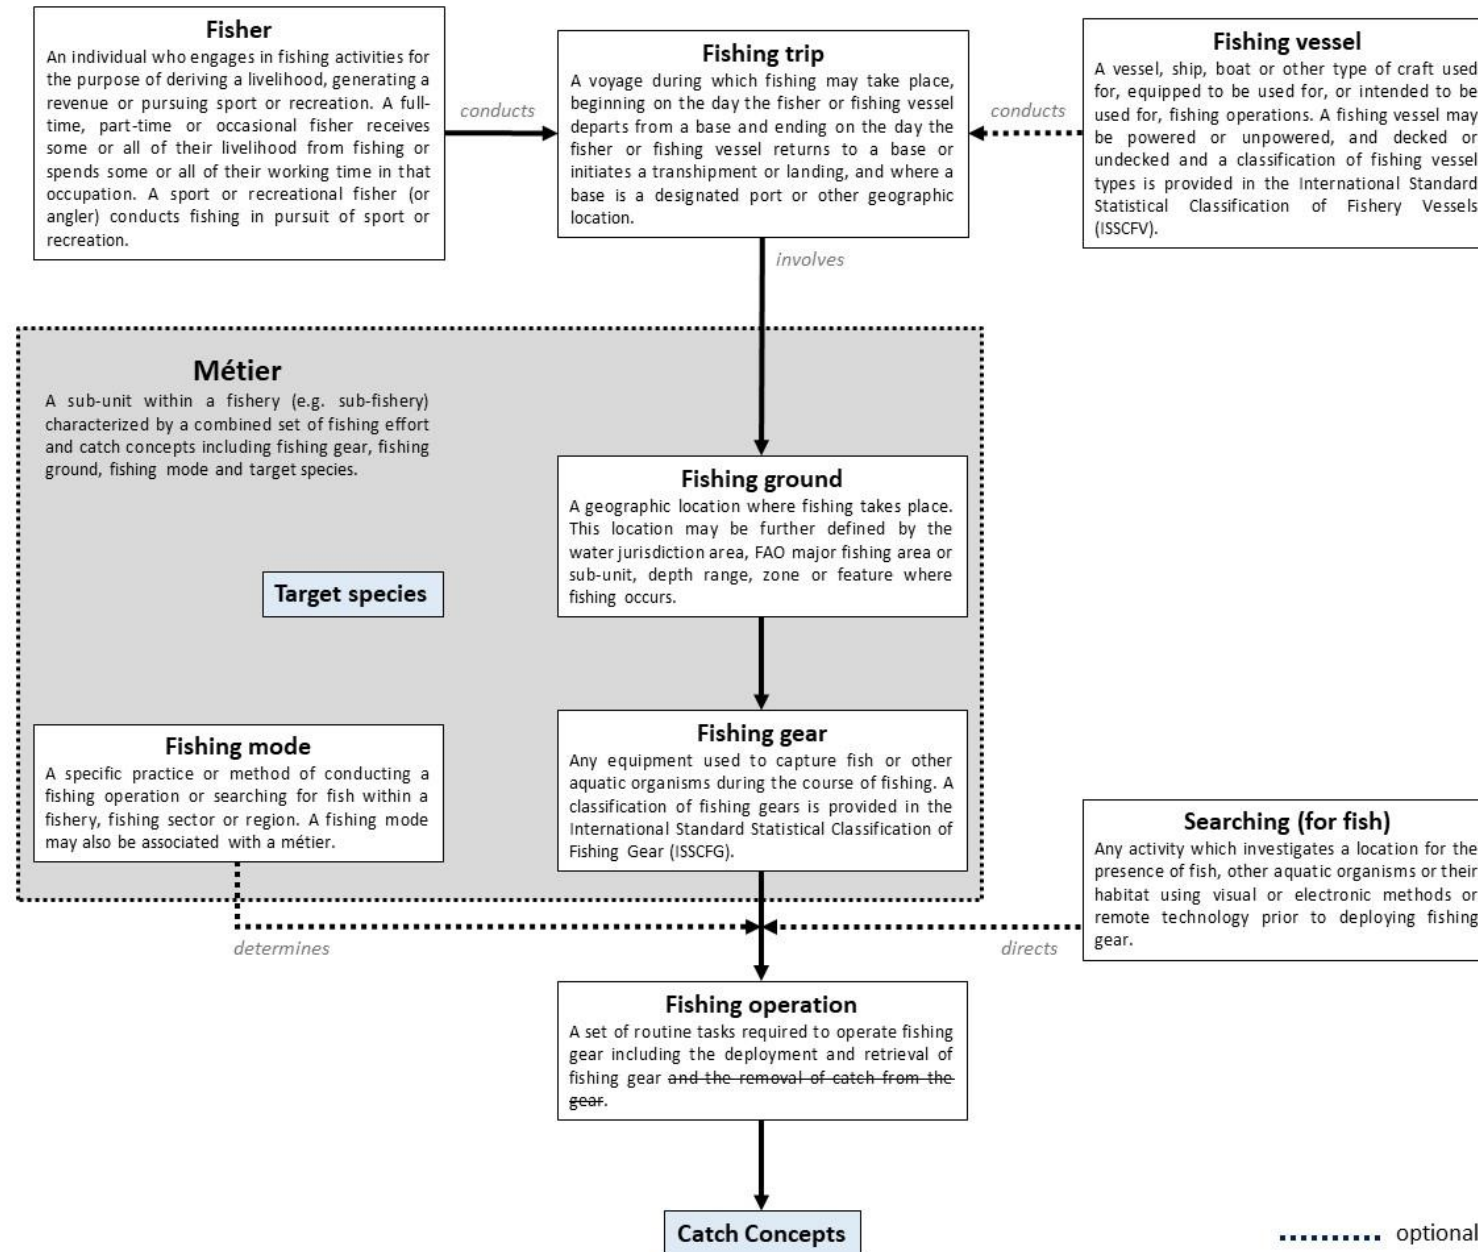 Fisher
An individual who engages in fishing activities for
the purpose of deriving a livelihood, generating a
revenue or pursuing sport or recreation. A full-
time, part-time or occasional fisher receives
some or all of their livelihood from fishing or
spends some or all of their working time in that
occupation. A sport or recreational fisher (or
angler) conducts fishing in pursuit of sport or
recreation.
conducts
Fishing trip
A voyage during which fishing may take place,
beginning on the day the fisher or fishing vessel
departs from a base and ending on the day the
fisher or fishing vessel returns to a base or
initiates a transhipment or landing, and where a
base is a designated port or other geographic
location.
conducts
Fishing vessel
A vessel, ship, boat or other type of craft used
for, equipped to be used for, or intended to be
used for, fishing operations. A fishing vessel may
be powered or unpowered, and decked or
undecked and a classification of fishing vessel
types is provided in the International Standard
Statistical Classification of Fishery Vessels
(ISSCFV).
involves
Métier
A sub-unit within a fishery (e.g. sub-fishery)
characterized by a combined set of fishing effort
and catch concepts including fishing gear, fishing
ground, fishing mode and target species.
Fishing ground
A geographic location where fishing takes place.
This location may be further defined by the
water jurisdiction area, FAO major fishing area or
sub-unit, depth range, zone or feature where
fishing occurs.
Target species
Fishing mode
A specific practice or method of conducting a
fishing operation or searching for fish within a
fishery, fishing sector or region. A fishing mode
may also be associated with a métier.
Fishing gear
Any equipment used to capture fish or other
aquatic organisms during the course of fishing. A
classification of fishing gears is provided in the
International Standard Statistical Classification of
Fishing Gear (ISSCFG).
Searching (for fish)
Any activity which investigates a location for the
presence of fish, other aquatic organisms or their
habitat using visual or electronic methods or
remote technology prior to deploying fishing
gear.
determines
directs
Fishing operation
A set of routine tasks required to operate fishing
gear including the deployment and retrieval of
fishing gear and the removal of catch from the
gear.
Catch Concepts
optional